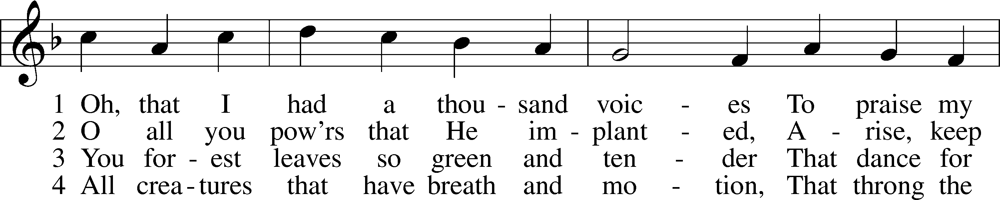 1 Oh, that I had a thou - sand voic - es To praise my
2 O all you pow’rs that He im - plant - ed, A - rise, keep
3 You for - est leaves so green and ten - der That dance for
4 All crea - tures that have breath and mo - tion, That throng the